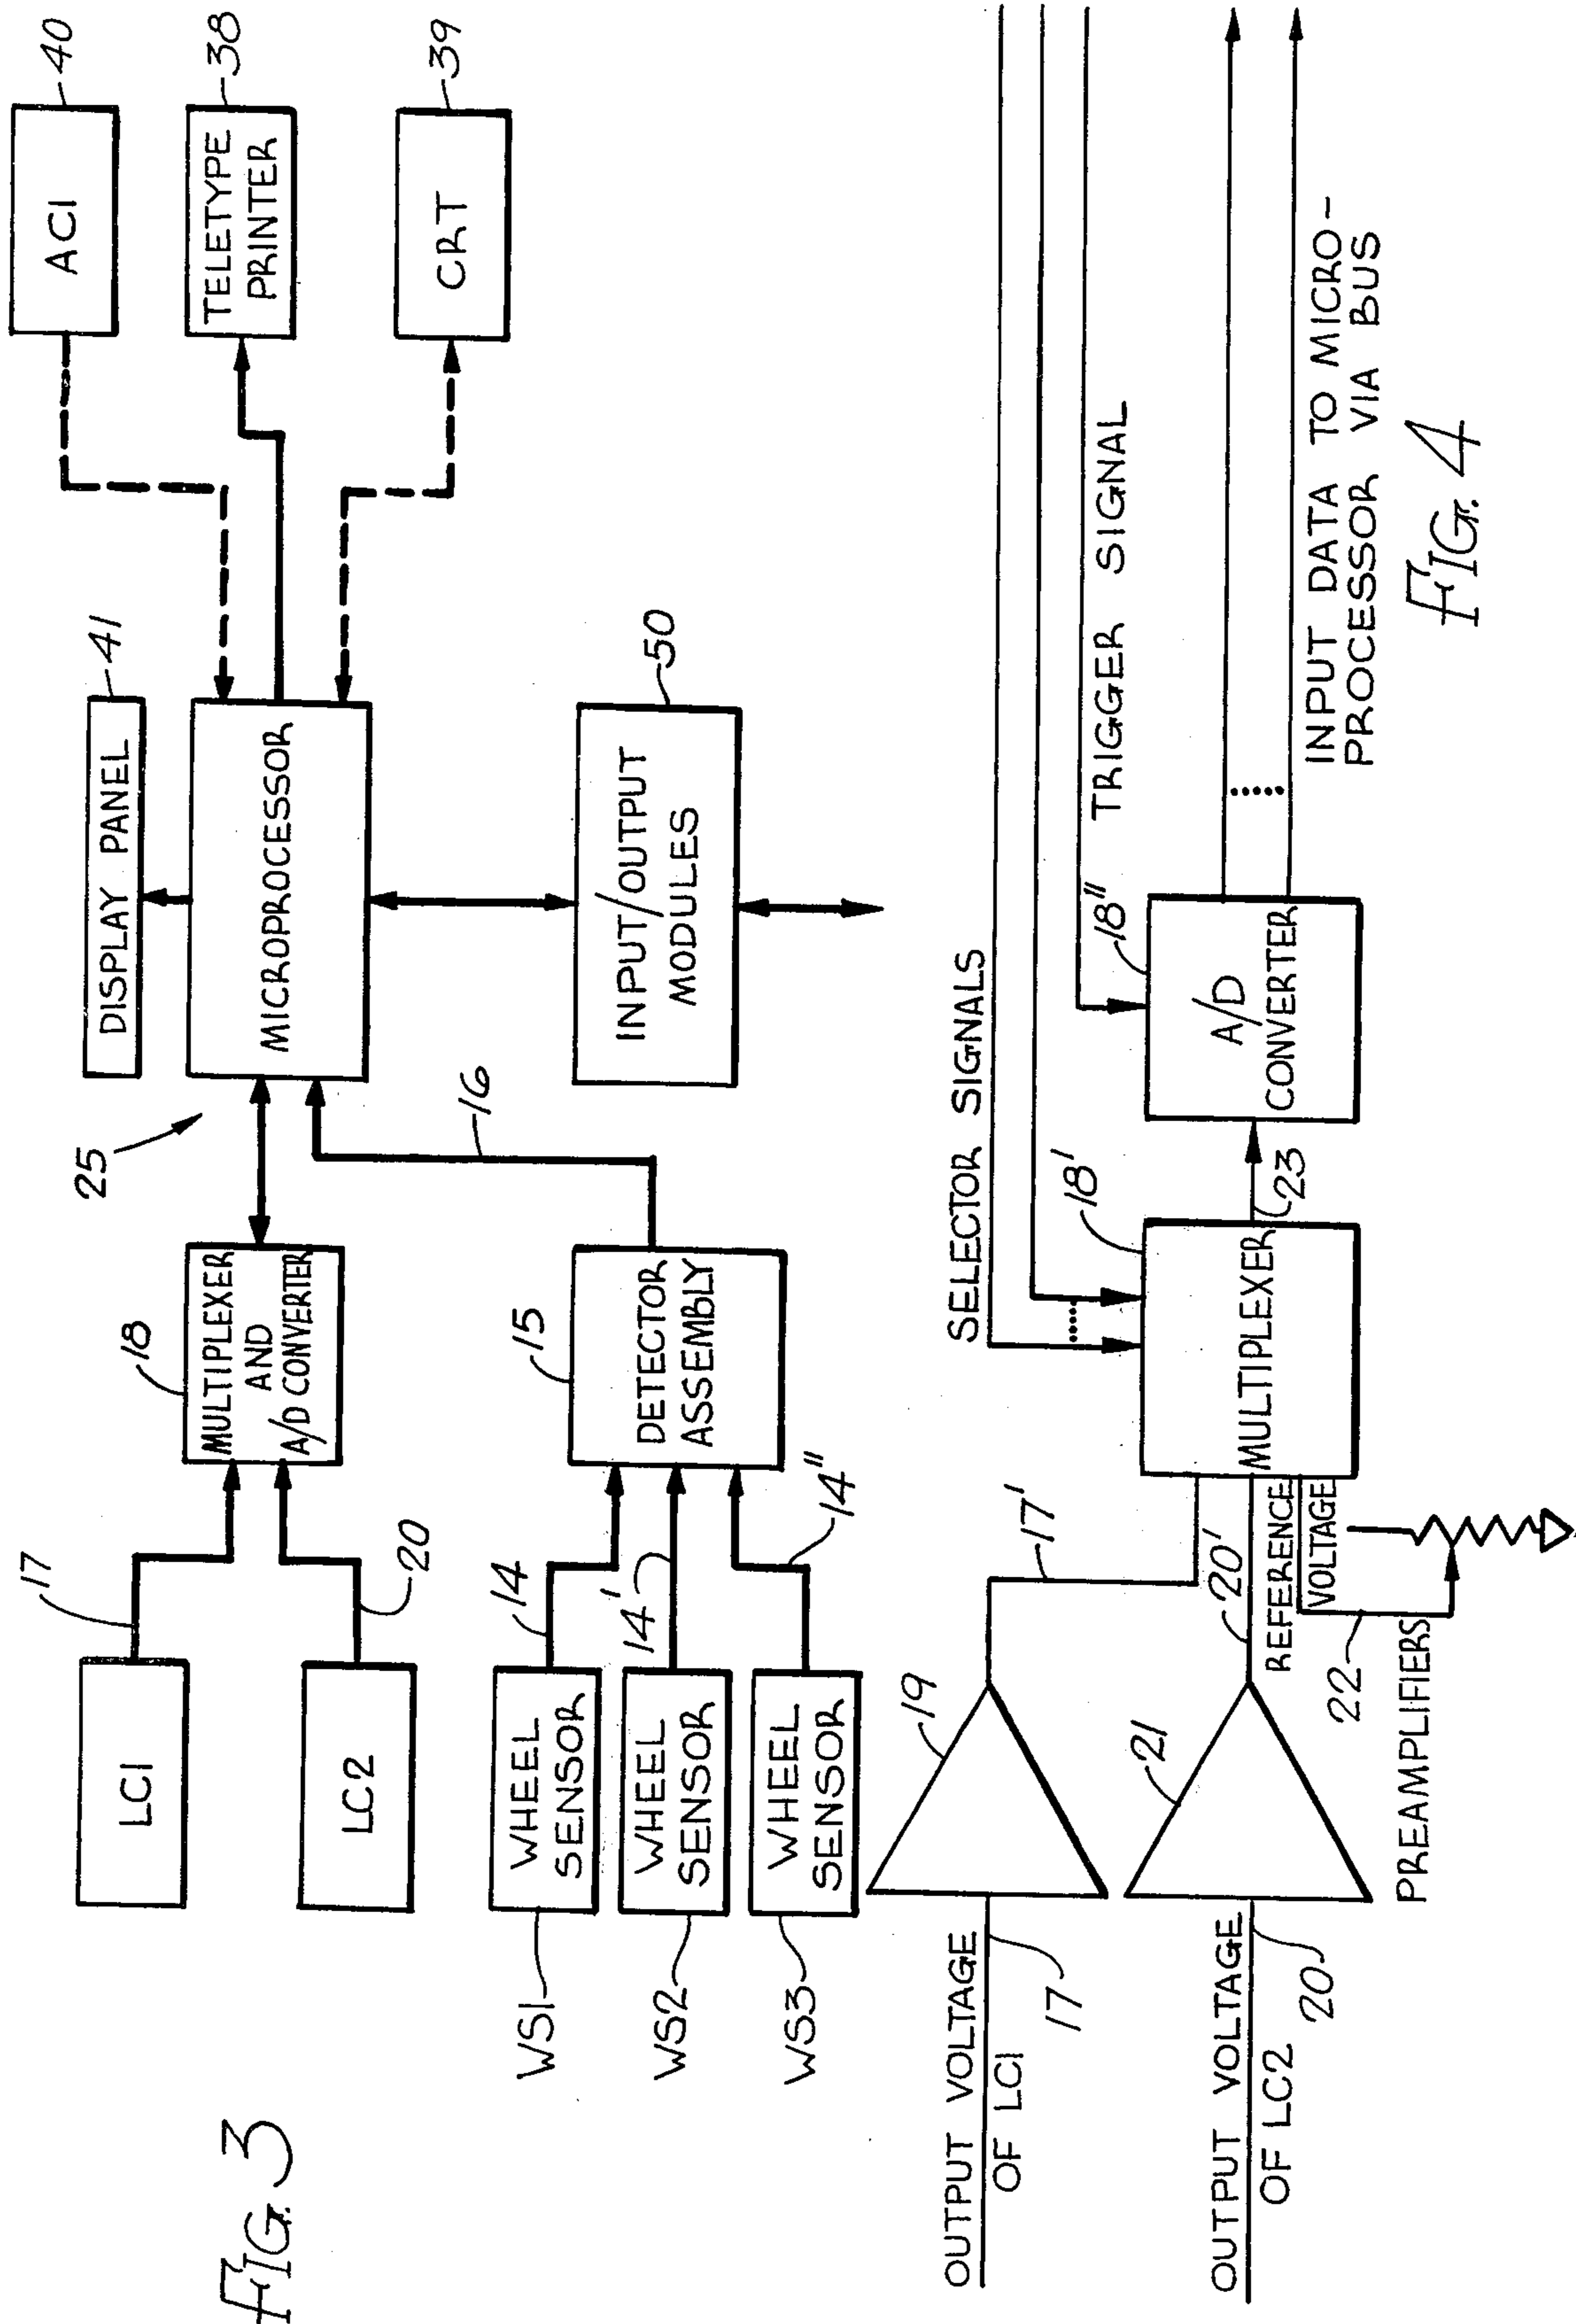 FIG. 3
LC1
17
LC2
20
18
MULTIPLEXER
AND
A/D CONVERTER
25
DISPLAY PANEL
41
MICROPROCESSOR
ACI
40
TELETYPE
PRINTER
38
CRT
39
WS1
WHEEL
SENSOR
14
WS2
WHEEL
SENSOR
14'
WS3
WHEEL
SENSOR
14"
15
DETECTOR
ASSEMBLY
16
INPUT/OUTPUT
MODULES
50
OUTPUT VOLTAGE
OF LC1
17
19
17'
OUTPUT VOLTAGE
OF LC2
20
21
20'
REFERENCE
VOLTAGE
22
PREAMPLIFIERS
SELECTOR SIGNALS
18'
MULTIPLEXER
23
TRIGGER SIGNAL
18"
A/D
CONVERTER
INPUT DATA TO MICRO-
PROCESSOR VIA BUS
FIG. 4